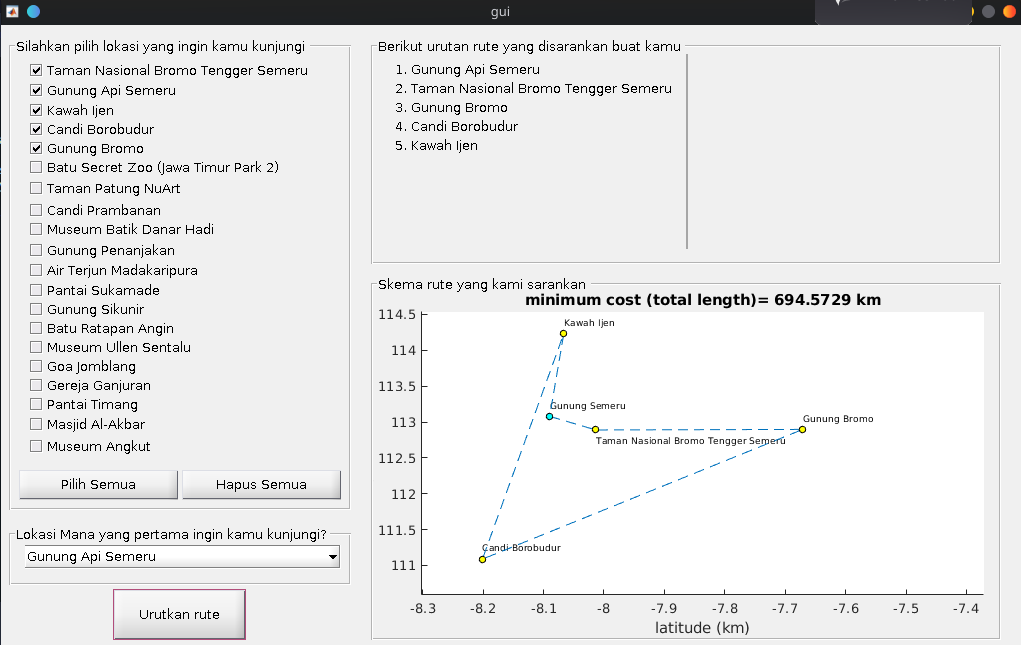 gui
Silahkan pilih lokasi yang ingin kamu kunjungi
Taman Nasional Bromo Tengger Semeru
Gunung Api Semeru
Kawah Ijen
Candi Borobudur
Gunung Bromo
Batu Secret Zoo (Jawa Timur Park 2)
Taman Patung NuArt
Candi Prambanan
Museum Batik Danar Hadi
Gunung Penanjakan
Air Terjun Madakaripura
Pantai Sukamade
Gunung Sikunir
Batu Ratapan Angin
Museum Ullen Sentalu
Goa Jomblang
Gereja Ganjuran
Pantai Timang
Masjid Al-Akbar
Museum Angkut
Pilih Semua
Hapus Semua
Lokasi Mana yang pertama ingin kamu kunjungi?
Gunung Api Semeru
Urutkan rute
Berikut urutan rute yang disarankan buat kamu
1. Gunung Api Semeru
2. Taman Nasional Bromo Tengger Semeru
3. Gunung Bromo
4. Candi Borobudur
5. Kawah Ijen
Skema rute yang kami sarankan
minimum cost (total length)= 694.5729 km
114.5
114
113.5
113
112.5
112
111.5
111
Kawah Ijen
Gunung Semeru
Gunung Bromo
Taman Nasional Bromo Tengger Semeru
Candi Borobudur
-8.3 -8.2 -8.1 -8 -7.9 -7.8 -7.7 -7.6 -7.5 -7.4
latitude (km)